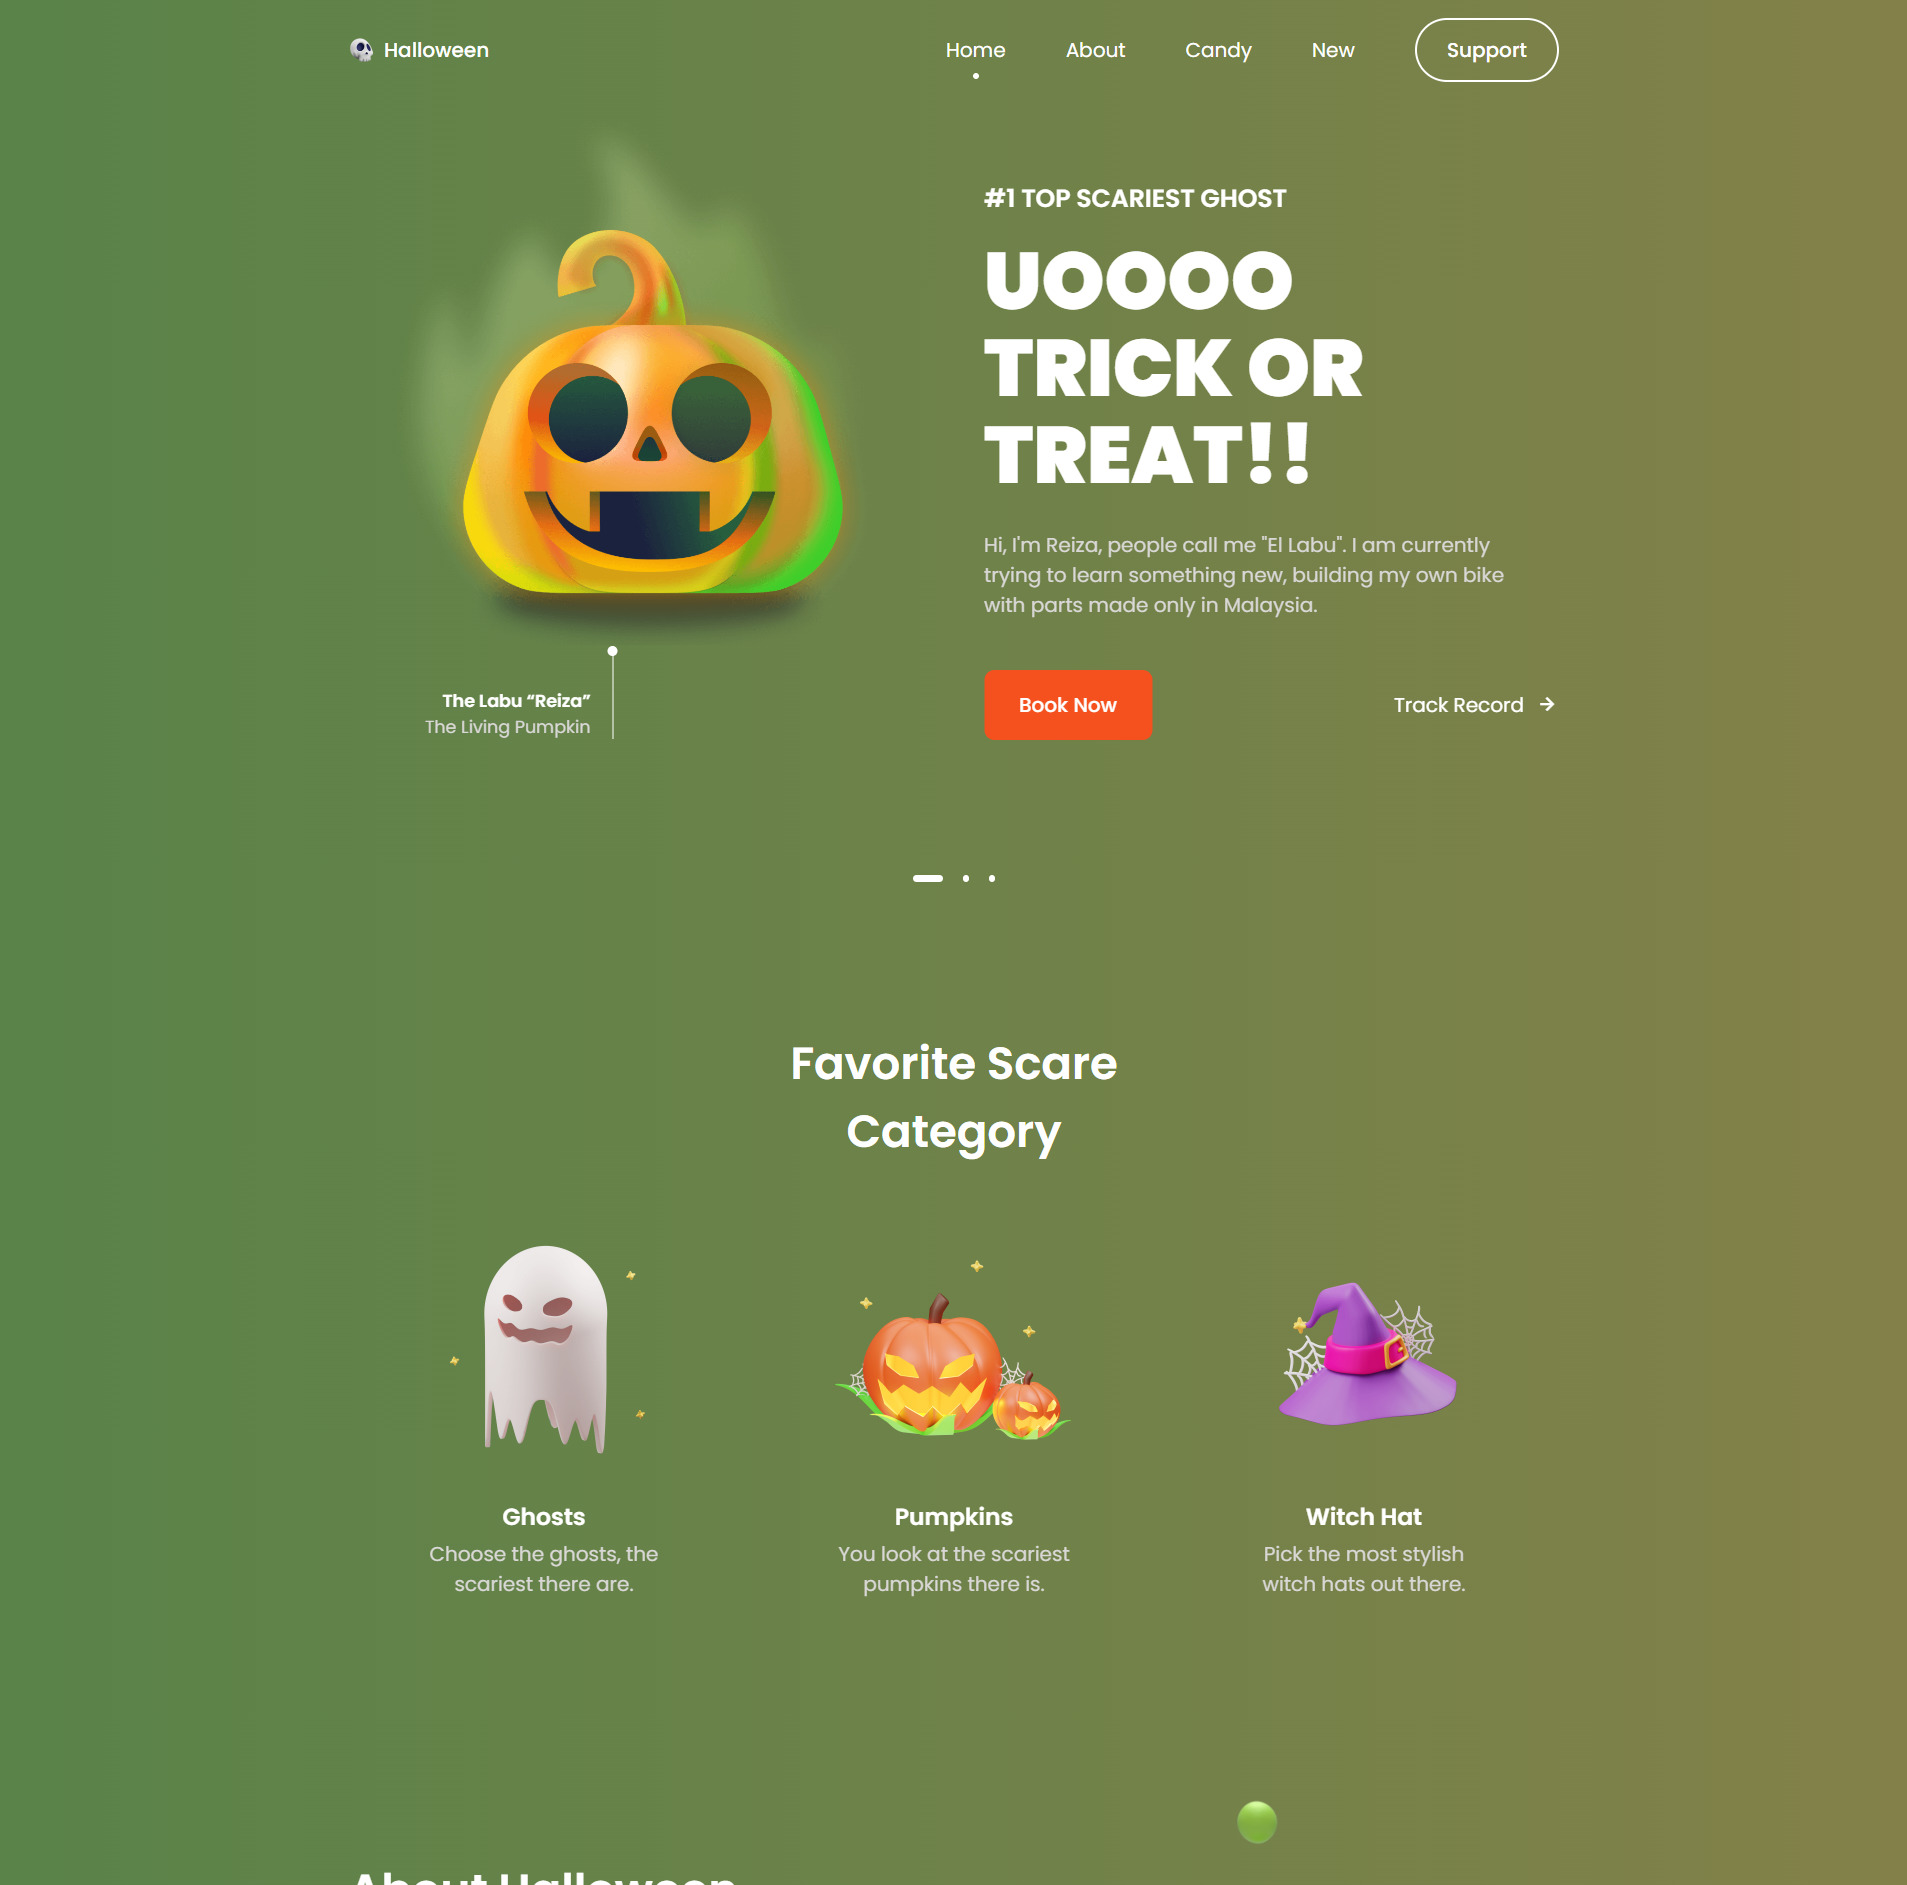 Halloween
Home
About
Candy
New
Support
#1 TOP SCARIEST GHOST
UOOOO
TRICK OR
TREAT!!
Hi, I'm Reiza, people call me "El Labu". I am currently
trying to learn something new, building my own bike
with parts made only in Malaysia.
Book Now
Track Record
The Labu “Reiza”
The Living Pumpkin
Favorite Scare
Category
Ghosts
Choose the ghosts, the
scariest there are.
Pumpkins
You look at the scariest
pumpkins there is.
Witch Hat
Pick the most stylish
witch hats out there.
About Halloween